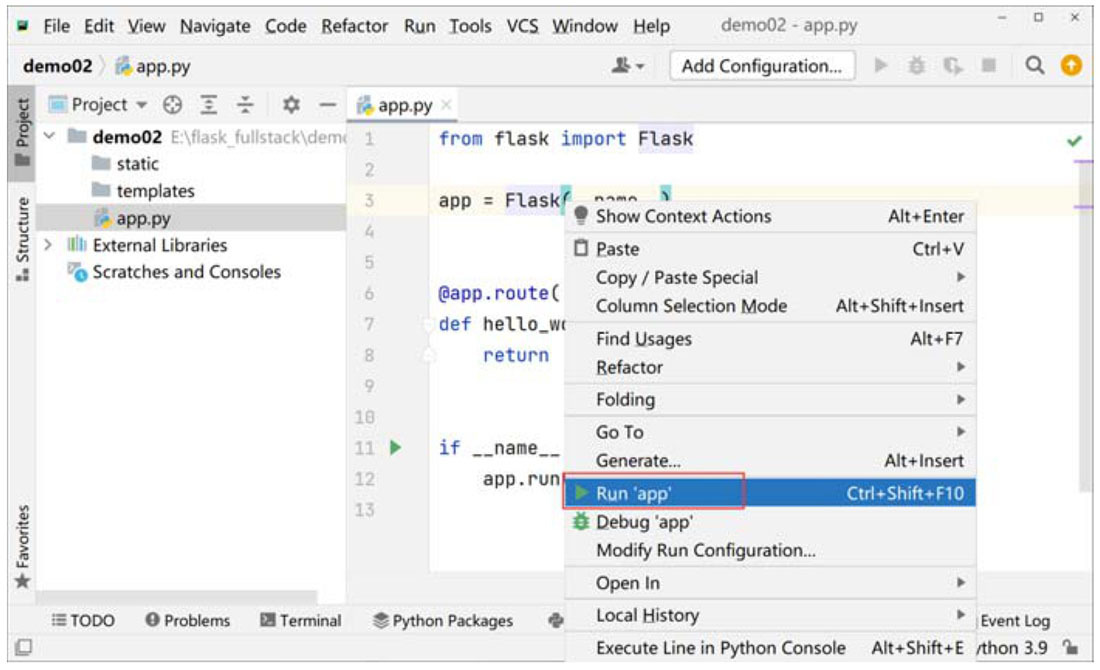 File Edit View Navigate Code Refactor Run Tools VCS Window Help demo02 - app.py
demo02 app.py Add Configuration...
Project
Project
app.py
demo02 E:\flask_fullstack\dem
static
templates
app.py
External Libraries
Scratches and Consoles
Structure
Favorites
1 from flask import Flask
2
3 app = Flask(__name__)
4
5
6 @app.route(
7 def hello_w
8 return
9
10
11 if __name__
12 app.run
13
Show Context Actions Alt+Enter
Paste Ctrl+V
Copy / Paste Special
Column Selection Mode Alt+Shift+Insert
Find Usages Alt+F7
Refactor
Folding
Go To
Generate... Alt+Insert
Run 'app' Ctrl+Shift+F10
Debug 'app'
Modify Run Configuration...
Open In
Local History
Execute Line in Python Console Alt+Shift+E
TODO Problems Terminal Python Packages Event Log
ython 3.9